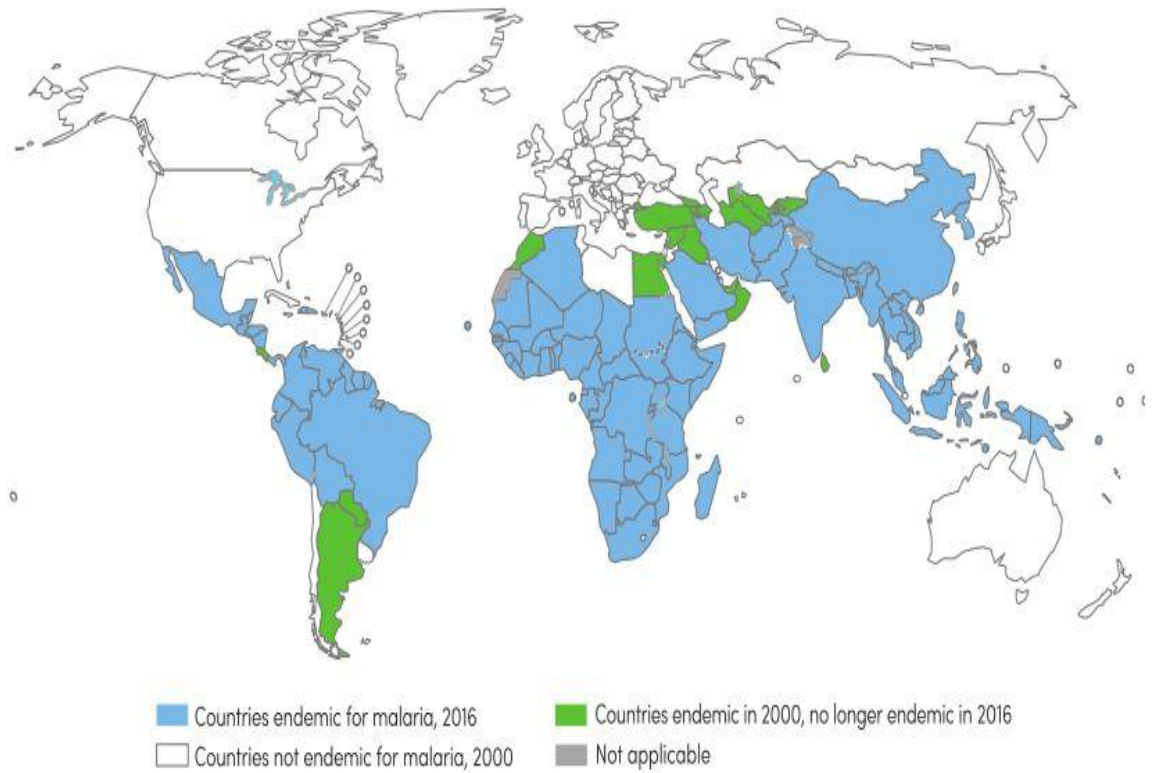 Countries endemic for malaria, 2016
Countries endemic in 2000, no longer endemic in 2016
Countries not endemic for malaria, 2000
Not applicable